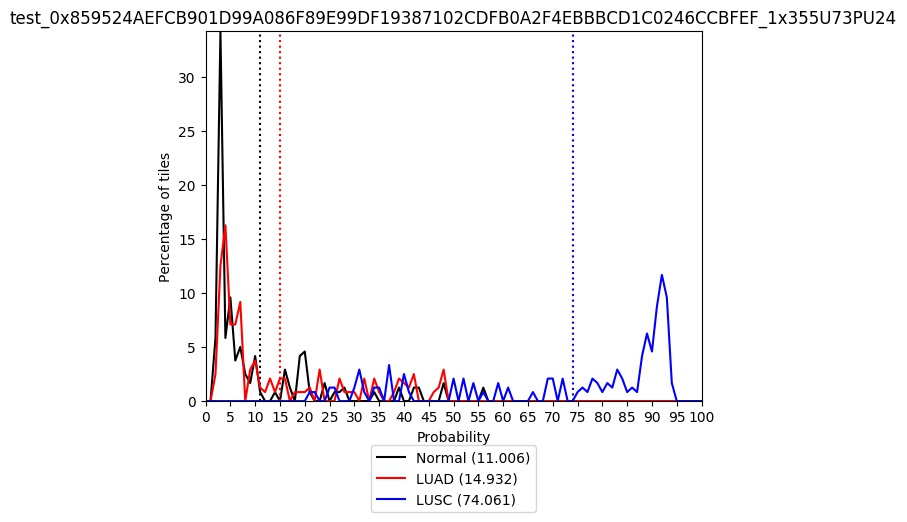 test_0x859524AEFCB901D99A086F89E99DF19387102CDFB0A2F4EBBBCD1C0246CCBFEF_1x355U73PU24
Percentage of tiles
30
25
20
15
10
5
0
0 5 10 15 20 25 30 35 40 45 50 55 60 65 70 75 80 85 90 95 100
Probability
Normal (11.006)
LUAD (14.932)
LUSC (74.061)